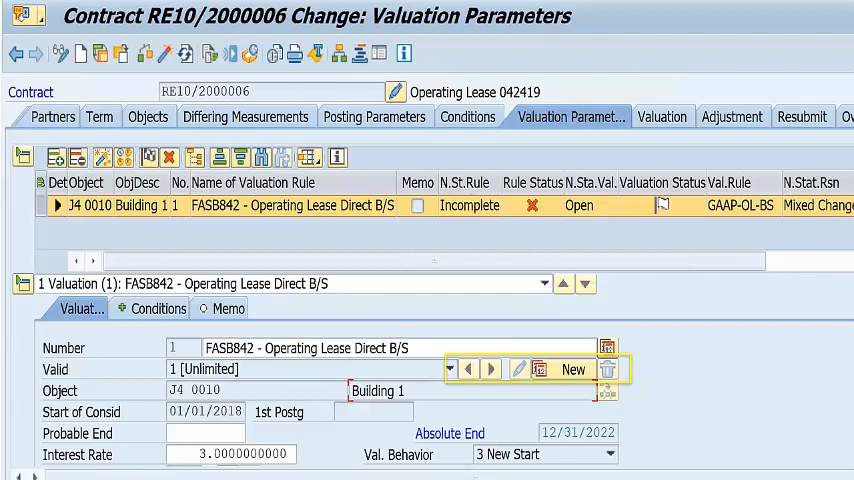 Contract RE10/2000006 Change: Valuation Parameters
Contract RE10/2000006 Operating Lease 042419
Partners Term Objects Differing Measurements Posting Parameters Conditions Valuation Paramet... Valuation Adjustment Resubmit Ov
Det Object ObjDesc No. Name of Valuation Rule Memo N.St.Rule Rule Status N.Sta.Val. Valuation Status Val.Rule N.Stat.Rsn
J4 0010 Building 1 1 FASB842 - Operating Lease Direct B/S Incomplete Open GAAP-OL-BS Mixed Change
1 Valuation (1): FASB842 - Operating Lease Direct B/S
Valuat... Conditions Memo
Number 1 FASB842 - Operating Lease Direct B/S
Valid 1 [Unlimited] New
Object J4 0010 Building 1
Start of Consid 01/01/2018 1st Postg
Probable End Absolute End 12/31/2022
Interest Rate 3.0000000000 Val. Behavior 3 New Start